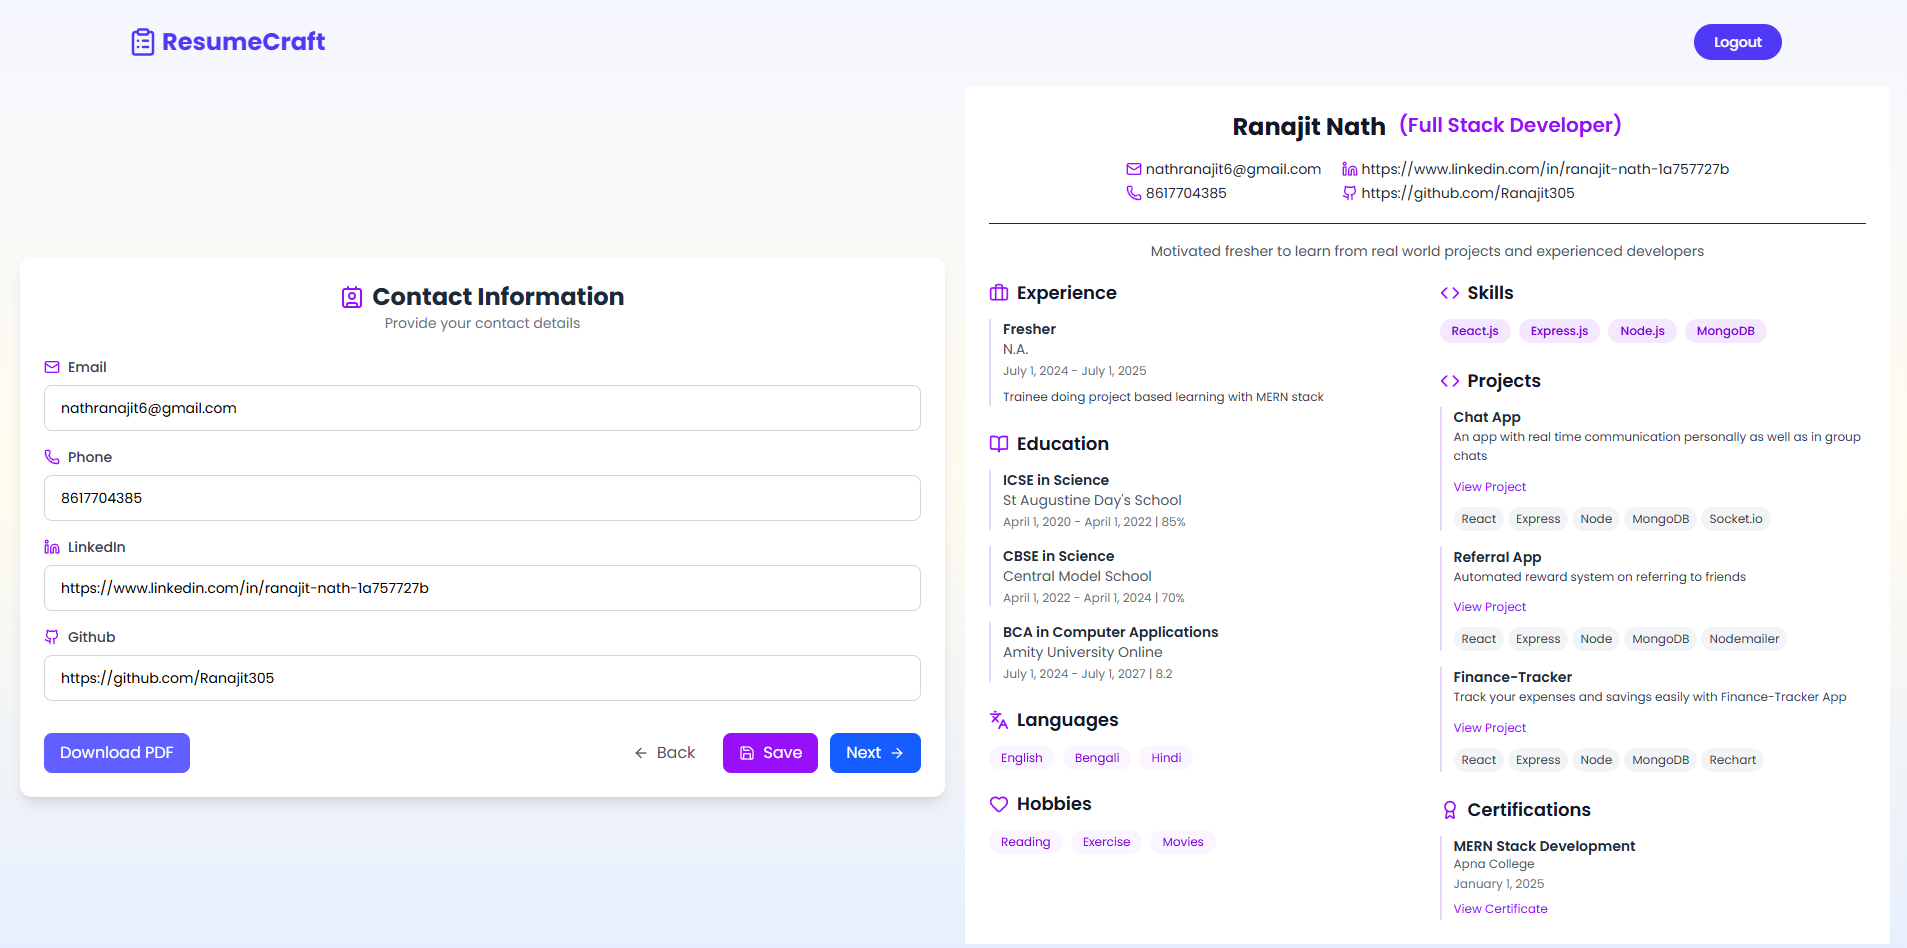 ResumeCraft
Logout
Contact Information
Provide your contact details
Email
nathranajit6@gmail.com
Phone
8617704385
LinkedIn
https://www.linkedin.com/in/ranajit-nath-1a757727b
Github
https://github.com/Ranajit305
Download PDF
Back
Save
Next
Ranajit Nath (Full Stack Developer)
nathranajit6@gmail.com https://www.linkedin.com/in/ranajit-nath-1a757727b
8617704385 https://github.com/Ranajit305
Motivated fresher to learn from real world projects and experienced developers
Experience
Fresher
N.A.
July 1, 2024 - July 1, 2025
Trainee doing project based learning with MERN stack
Education
ICSE in Science
St Augustine Day's School
April 1, 2020 - April 1, 2022 | 85%
CBSE in Science
Central Model School
April 1, 2022 - April 1, 2024 | 70%
BCA in Computer Applications
Amity University Online
July 1, 2024 - July 1, 2027 | 8.2
Languages
English Bengali Hindi
Hobbies
Reading Exercise Movies
Skills
React.js Express.js Node.js MongoDB
Projects
Chat App
An app with real time communication personally as well as in group
chats
View Project
React Express Node MongoDB Socket.io
Referral App
Automated reward system on referring to friends
View Project
React Express Node MongoDB Nodemailer
Finance-Tracker
Track your expenses and savings easily with Finance-Tracker App
View Project
React Express Node MongoDB Rechart
Certifications
MERN Stack Development
Apna College
January 1, 2025
View Certificate